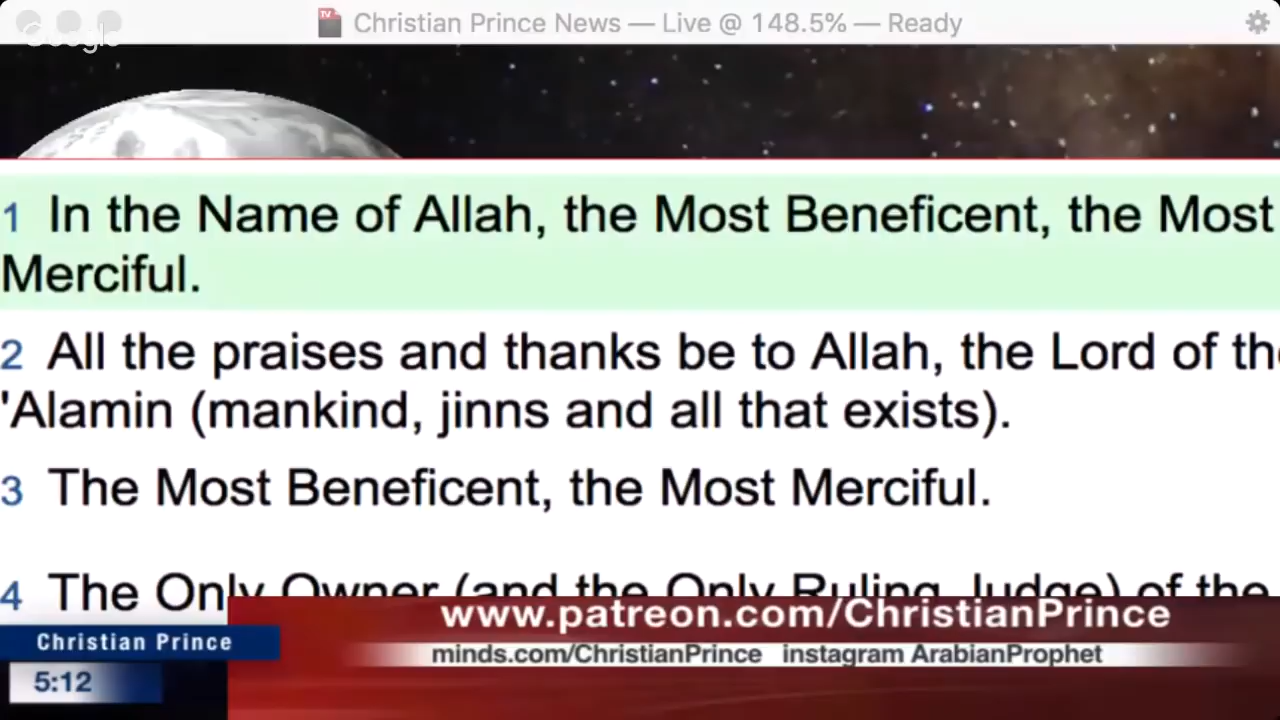 Christian Prince News — Live @ 148.5% — Ready
Google
1 In the Name of Allah, the Most Beneficent, the Most
Merciful.
2 All the praises and thanks be to Allah, the Lord of the
'Alamin (mankind, jinns and all that exists).
3 The Most Beneficent, the Most Merciful.
4 The Only Owner (and the Only Ruling Judge) of the
www.patreon.com/ChristianPrince
Christian Prince
minds.com/ChristianPrince instagram ArabianProphet
5:12